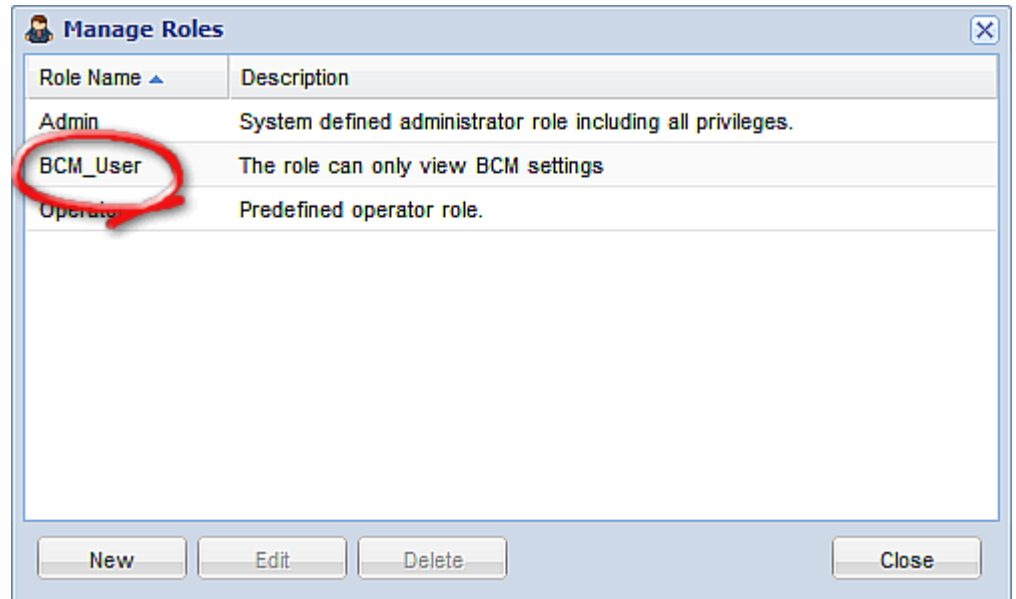 Manage Roles
Role Name Description
Admin System defined administrator role including all privileges.
BCM_User The role can only view BCM settings
Operator Predefined operator role.
New Edit Delete Close